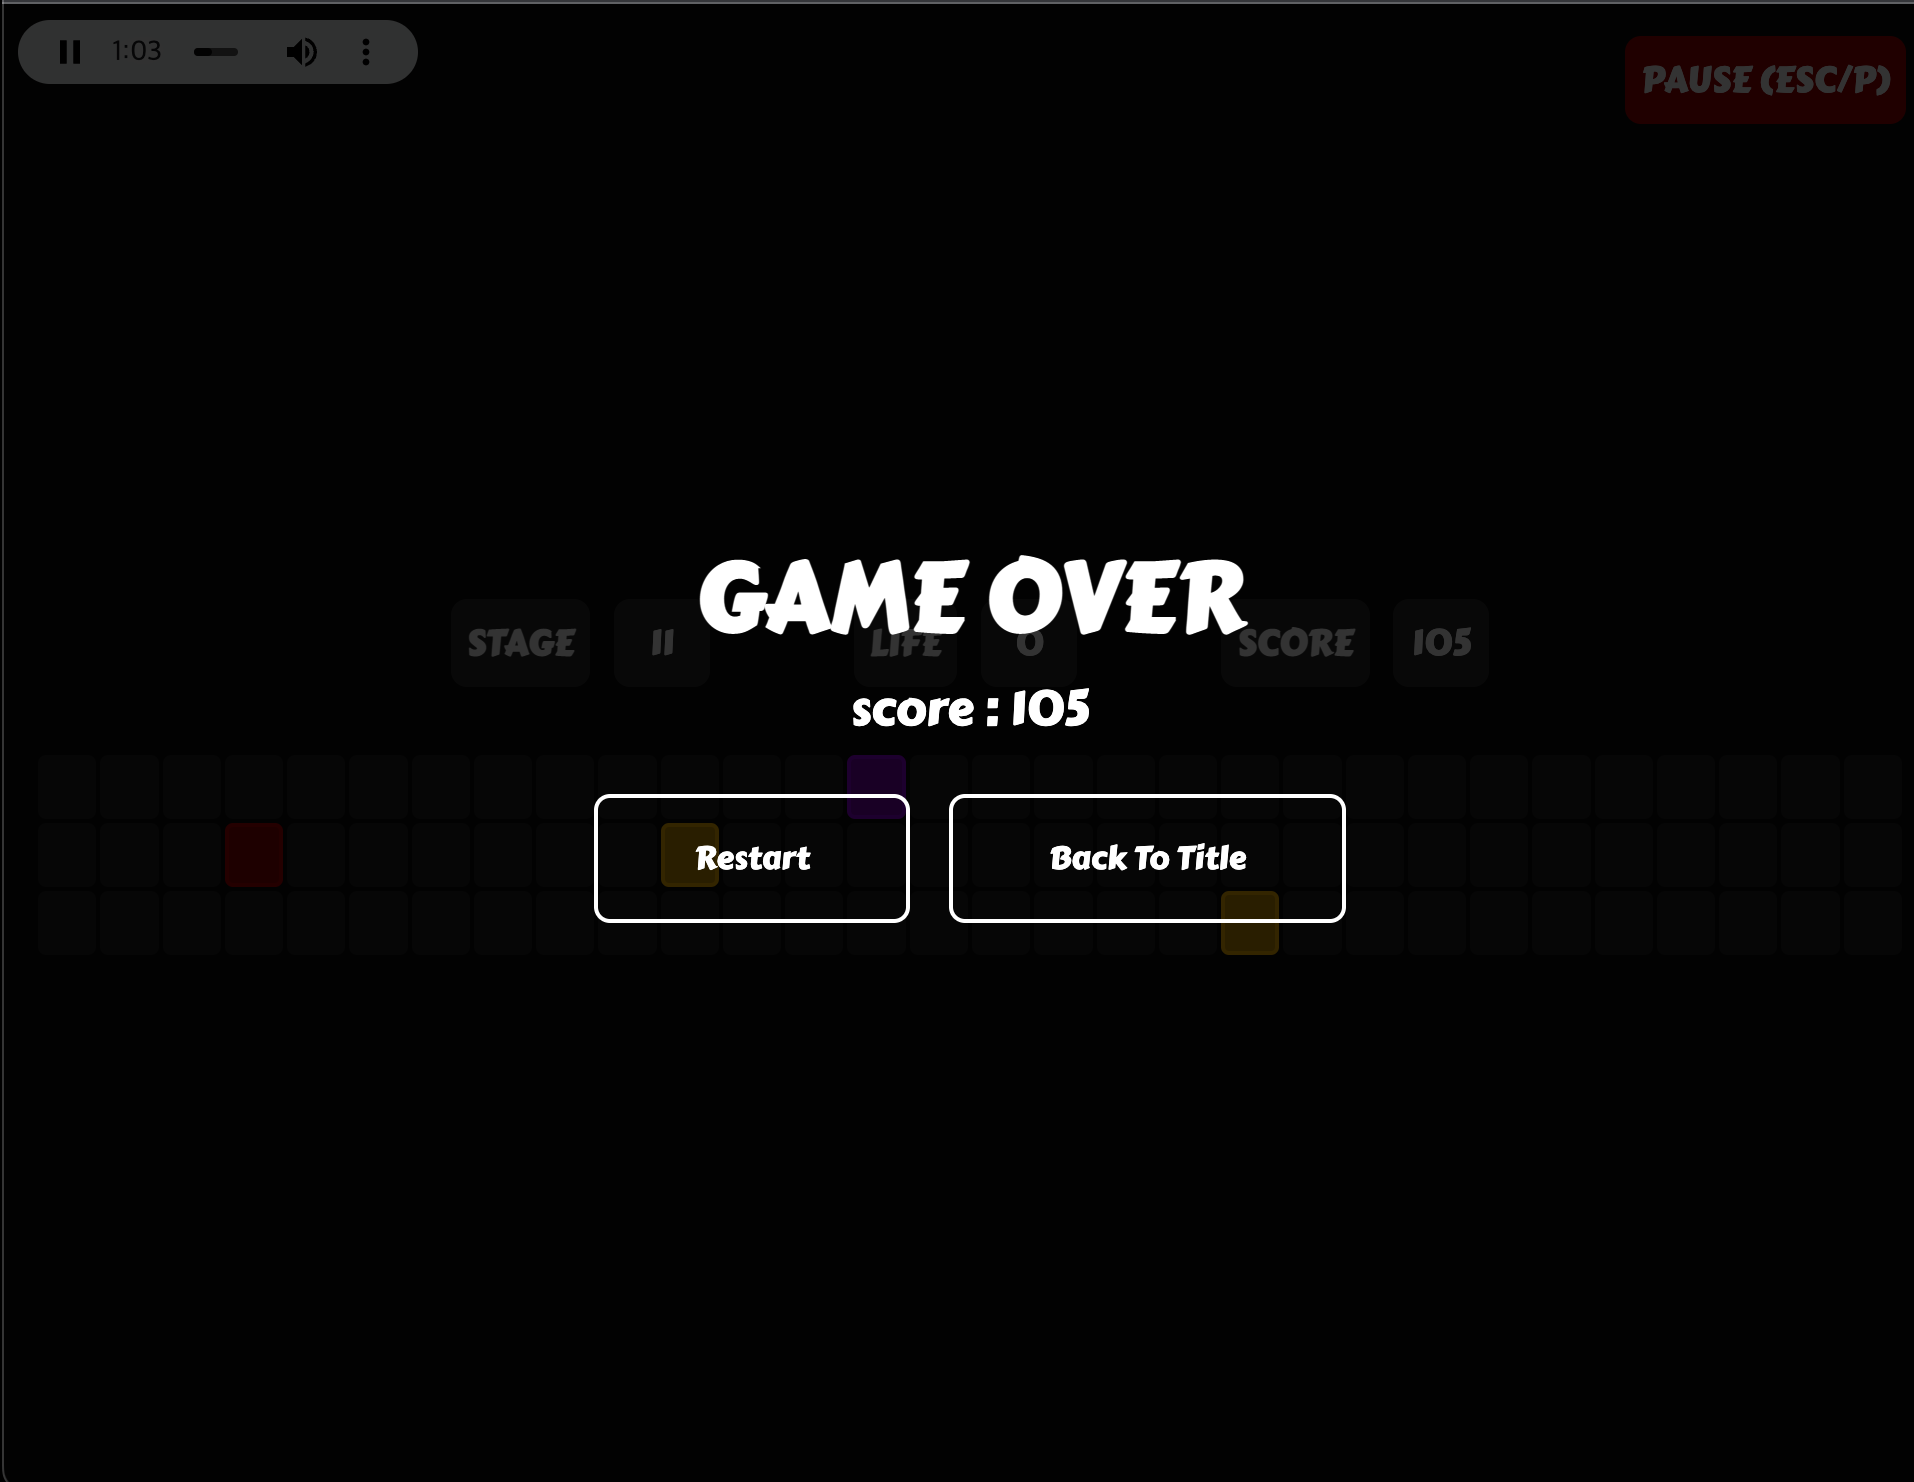 1:03
PAUSE (ESC/P)
GAME OVER
STAGE 11 LIFE 0 SCORE 105
score : 105
Restart Back To Title